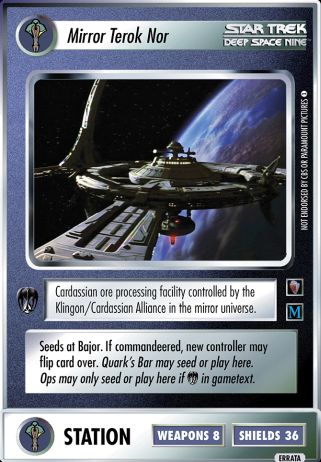 Mirror Terok Nor
STAR TREK
DEEP SPACE NINE
NOT ENDORSED BY CBS OR PARAMOUNT PICTURES
Cardassian ore processing facility controlled by the
Klingon/Cardassian Alliance in the mirror universe.
M
Seeds at Bajor. If commandeered, new controller may
flip card over. Quark's Bar may seed or play here.
Ops may only seed or play here if in gametext.
STATION
WEAPONS 8
SHIELDS 36
ERRATA